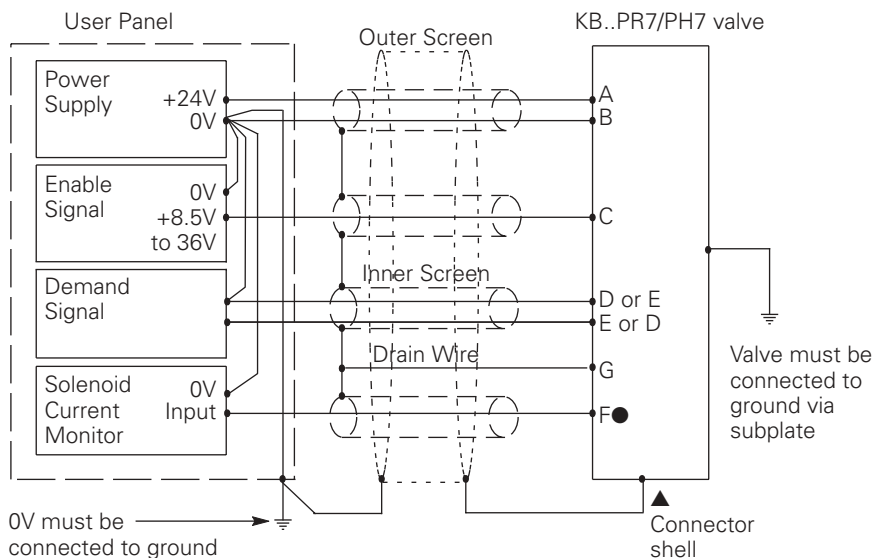 User Panel
Outer Screen
KB..PR7/PH7 valve
Power
Supply
+24V
0V
A
B
Enable
Signal
0V
+8.5V
to 36V
C
Inner Screen
Demand
Signal
D or E
E or D
Drain Wire
G
Solenoid
Current
Monitor
0V
Input
F●
Valve must be
connected to
ground via
subplate
0V must be
connected to ground
▲
Connector
shell